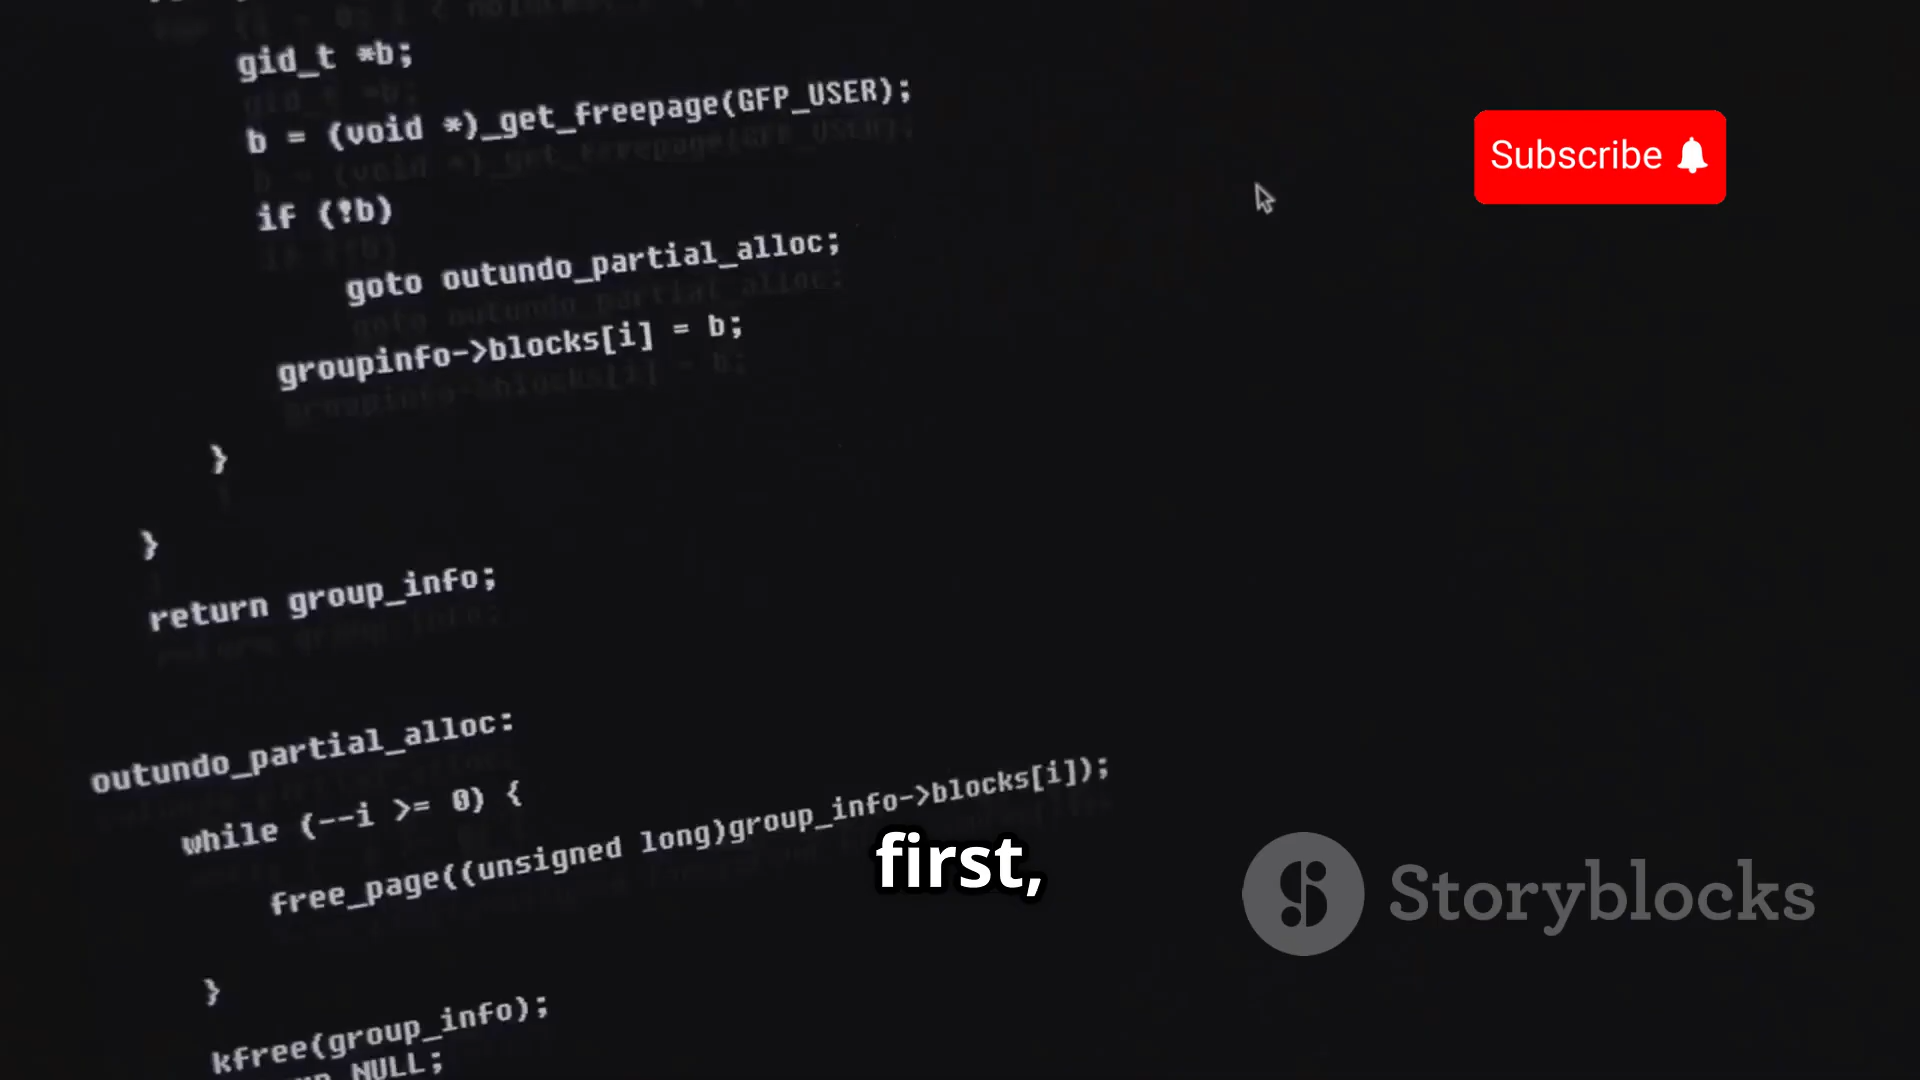 gid_t *b;
b = (void *)_get_freepage(GFP_USER);
Subscribe
if (!b)
goto outundo_partial_alloc;
groupinfo->blocks[i] = b;
}
}
return group_info;
outundo_partial_alloc:
while (--i >= 0) {
free_page((unsigned long)group_info->blocks[i]);
first,
Storyblocks
}
kfree(group_info);
NULL;